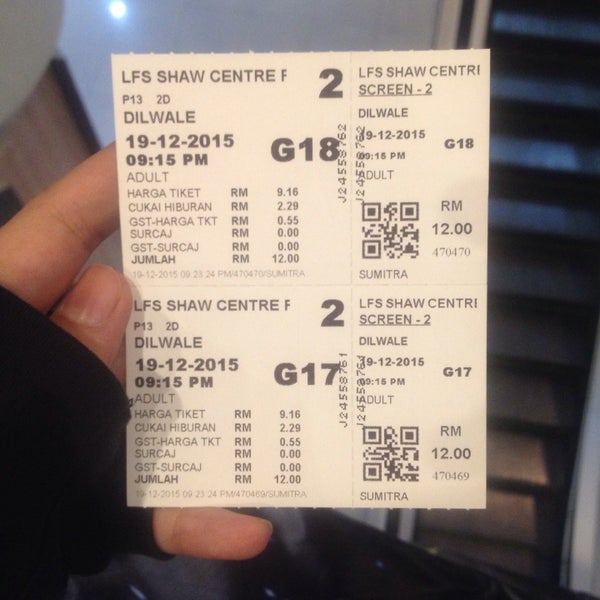 LFS SHAW CENTRE P 2
P13 2D
DILWALE
19-12-2015 G18
09:15 PM
ADULT
HARGA TIKET RM 9.16
CUKAI HIBURAN RM 2.29
GST-HARGA TKT RM 0.55
SURCAJ RM 0.00
GST-SURCAJ RM 0.00
JUMLAH RM 12.00
19-12-2015 09:23:24 PM/470470/SUMITRA
J24558762
LFS SHAW CENTRE
SCREEN - 2
DILWALE
19-12-2015
09:15 PM G18
ADULT
J24558762
RM
12.00
470470
SUMITRA
LFS SHAW CENTRE P 2
P13 2D
DILWALE
19-12-2015 G17
09:15 PM
ADULT
HARGA TIKET RM 9.16
CUKAI HIBURAN RM 2.29
GST-HARGA TKT RM 0.55
SURCAJ RM 0.00
GST-SURCAJ RM 0.00
JUMLAH RM 12.00
19-12-2015 09:23:24 PM/470469/SUMITRA
J24558761
LFS SHAW CENTRE
SCREEN - 2
DILWALE
19-12-2015
09:15 PM G17
ADULT
J24558761
RM
12.00
470469
SUMITRA